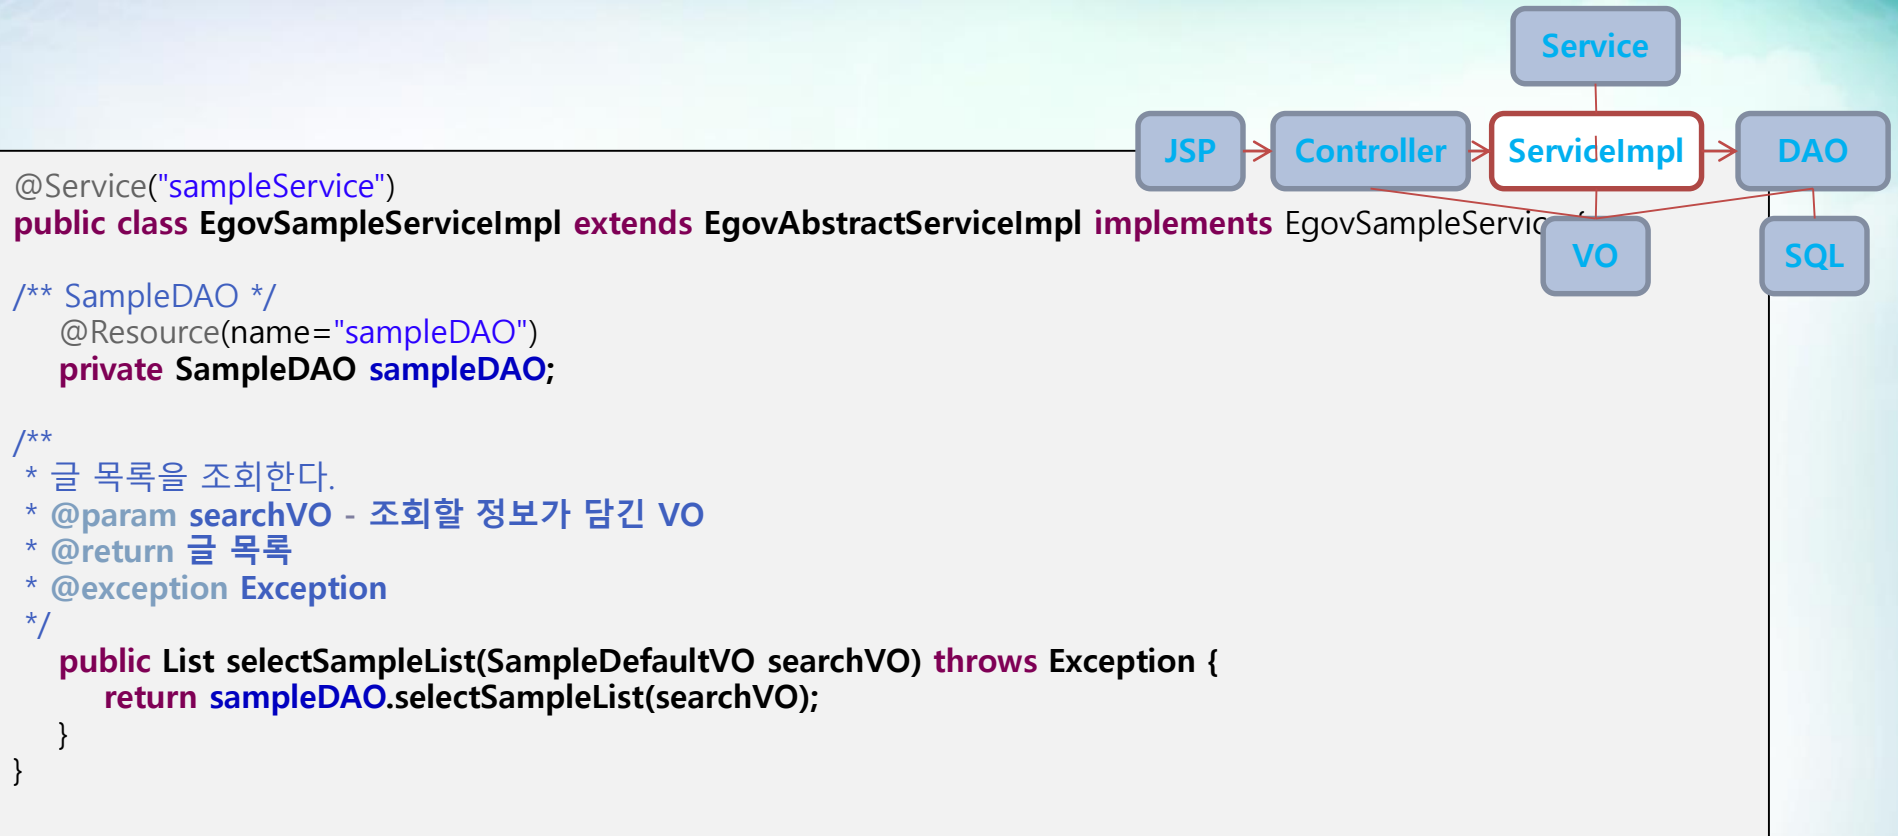 Service
JSP
Controller
ServiceImpl
DAO
VO
SQL
@Service("sampleService")
public class EgovSampleServiceImpl extends EgovAbstractServiceImpl implements
/** SampleDAO */
@Resource(name="sampleDAO")
private SampleDAO sampleDAO;
/**
* 글 목록을 조회한다.
* @param searchVO - 조회할 정보가 담긴 VO
* @return 글 목록
* @exception Exception
*/
public List selectSampleList(SampleDefaultVO searchVO) throws Exception {
return sampleDAO.selectSampleList(searchVO);
}
}